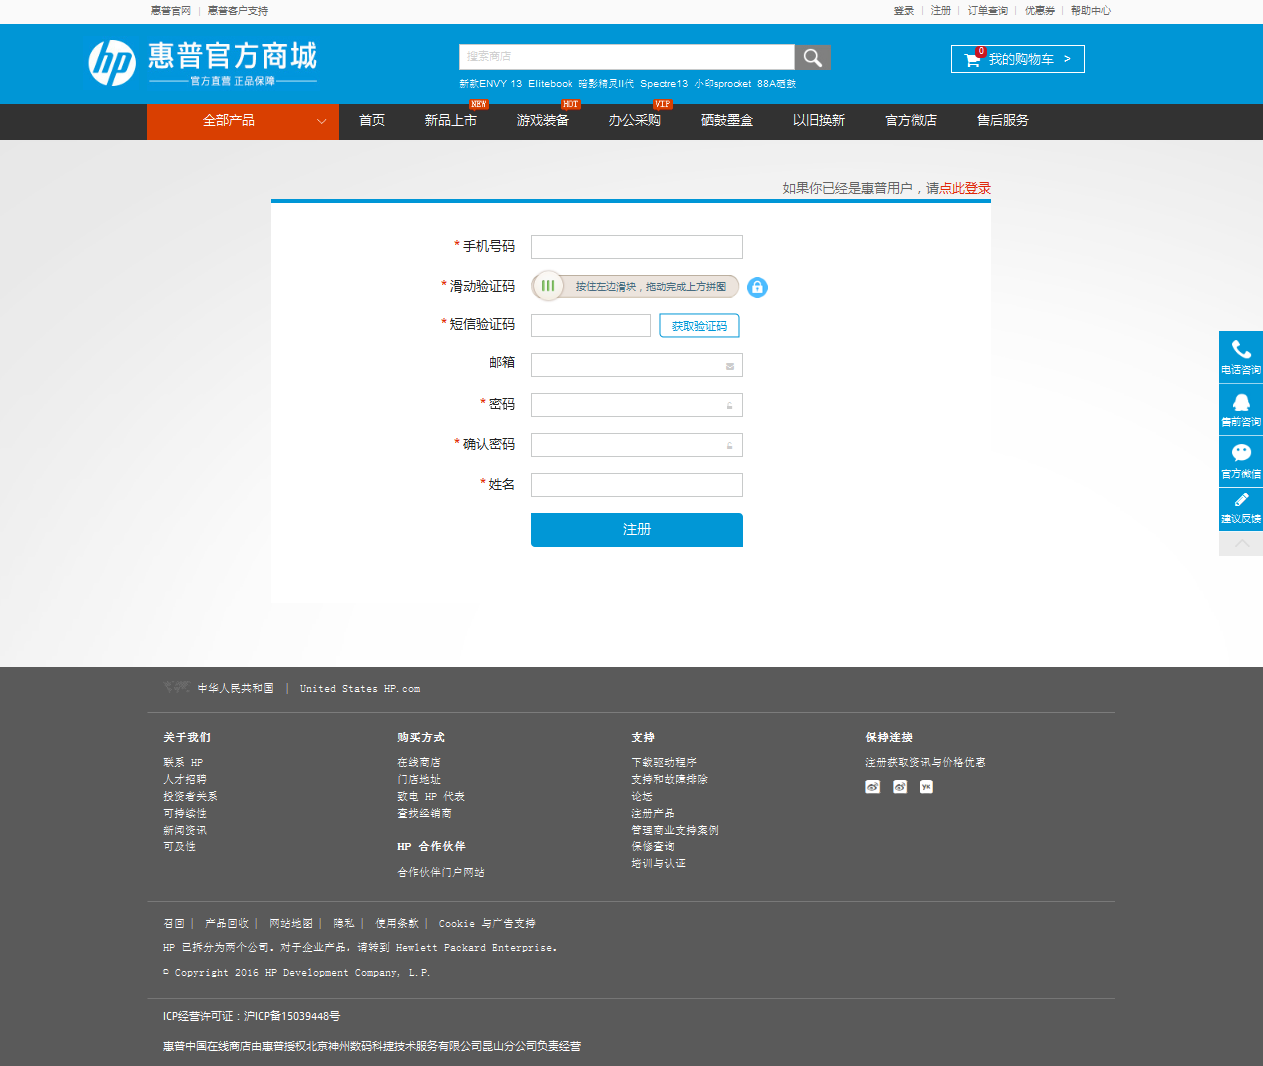 惠普官网 | 惠普客户支持
登录 | 注册 | 订单查询 | 优惠券 | 帮助中心
hp 惠普官方商城
官方直营 正品保障
搜索商店
0 我的购物车 >
新款ENVY 13 Elitebook 暗影精灵II代 Spectre13 小印sprocket 88A硒鼓
NEW HOT VIP
全部产品 首页 新品上市 游戏装备 办公采购 硒鼓墨盒 以旧换新 官方微店 售后服务
如果你已经是惠普用户，请点此登录
* 手机号码
* 滑动验证码 按住左边滑块，拖动完成上方拼图
* 短信验证码 获取验证码
邮箱
* 密码
* 确认密码
* 姓名
注册
电话咨询
售前咨询
官方微信
建议反馈
中华人民共和国 | United States HP.com
关于我们
联系 HP
人才招聘
投资者关系
可持续性
新闻资讯
可及性
购买方式
在线商店
门店地址
致电 HP 代表
查找经销商
HP 合作伙伴
合作伙伴门户网站
支持
下载驱动程序
支持和故障排除
论坛
注册产品
管理商业支持案例
保修查询
培训与认证
保持连接
注册获取资讯与价格优惠
召回 | 产品回收 | 网站地图 | 隐私 | 使用条款 | Cookie 与广告支持
HP 已拆分为两个公司。对于企业产品，请转到 Hewlett Packard Enterprise。
© Copyright 2016 HP Development Company, L.P.
ICP经营许可证：沪ICP备15039448号
惠普中国在线商店由惠普授权北京神州数码科捷技术服务有限公司昆山分公司负责经营